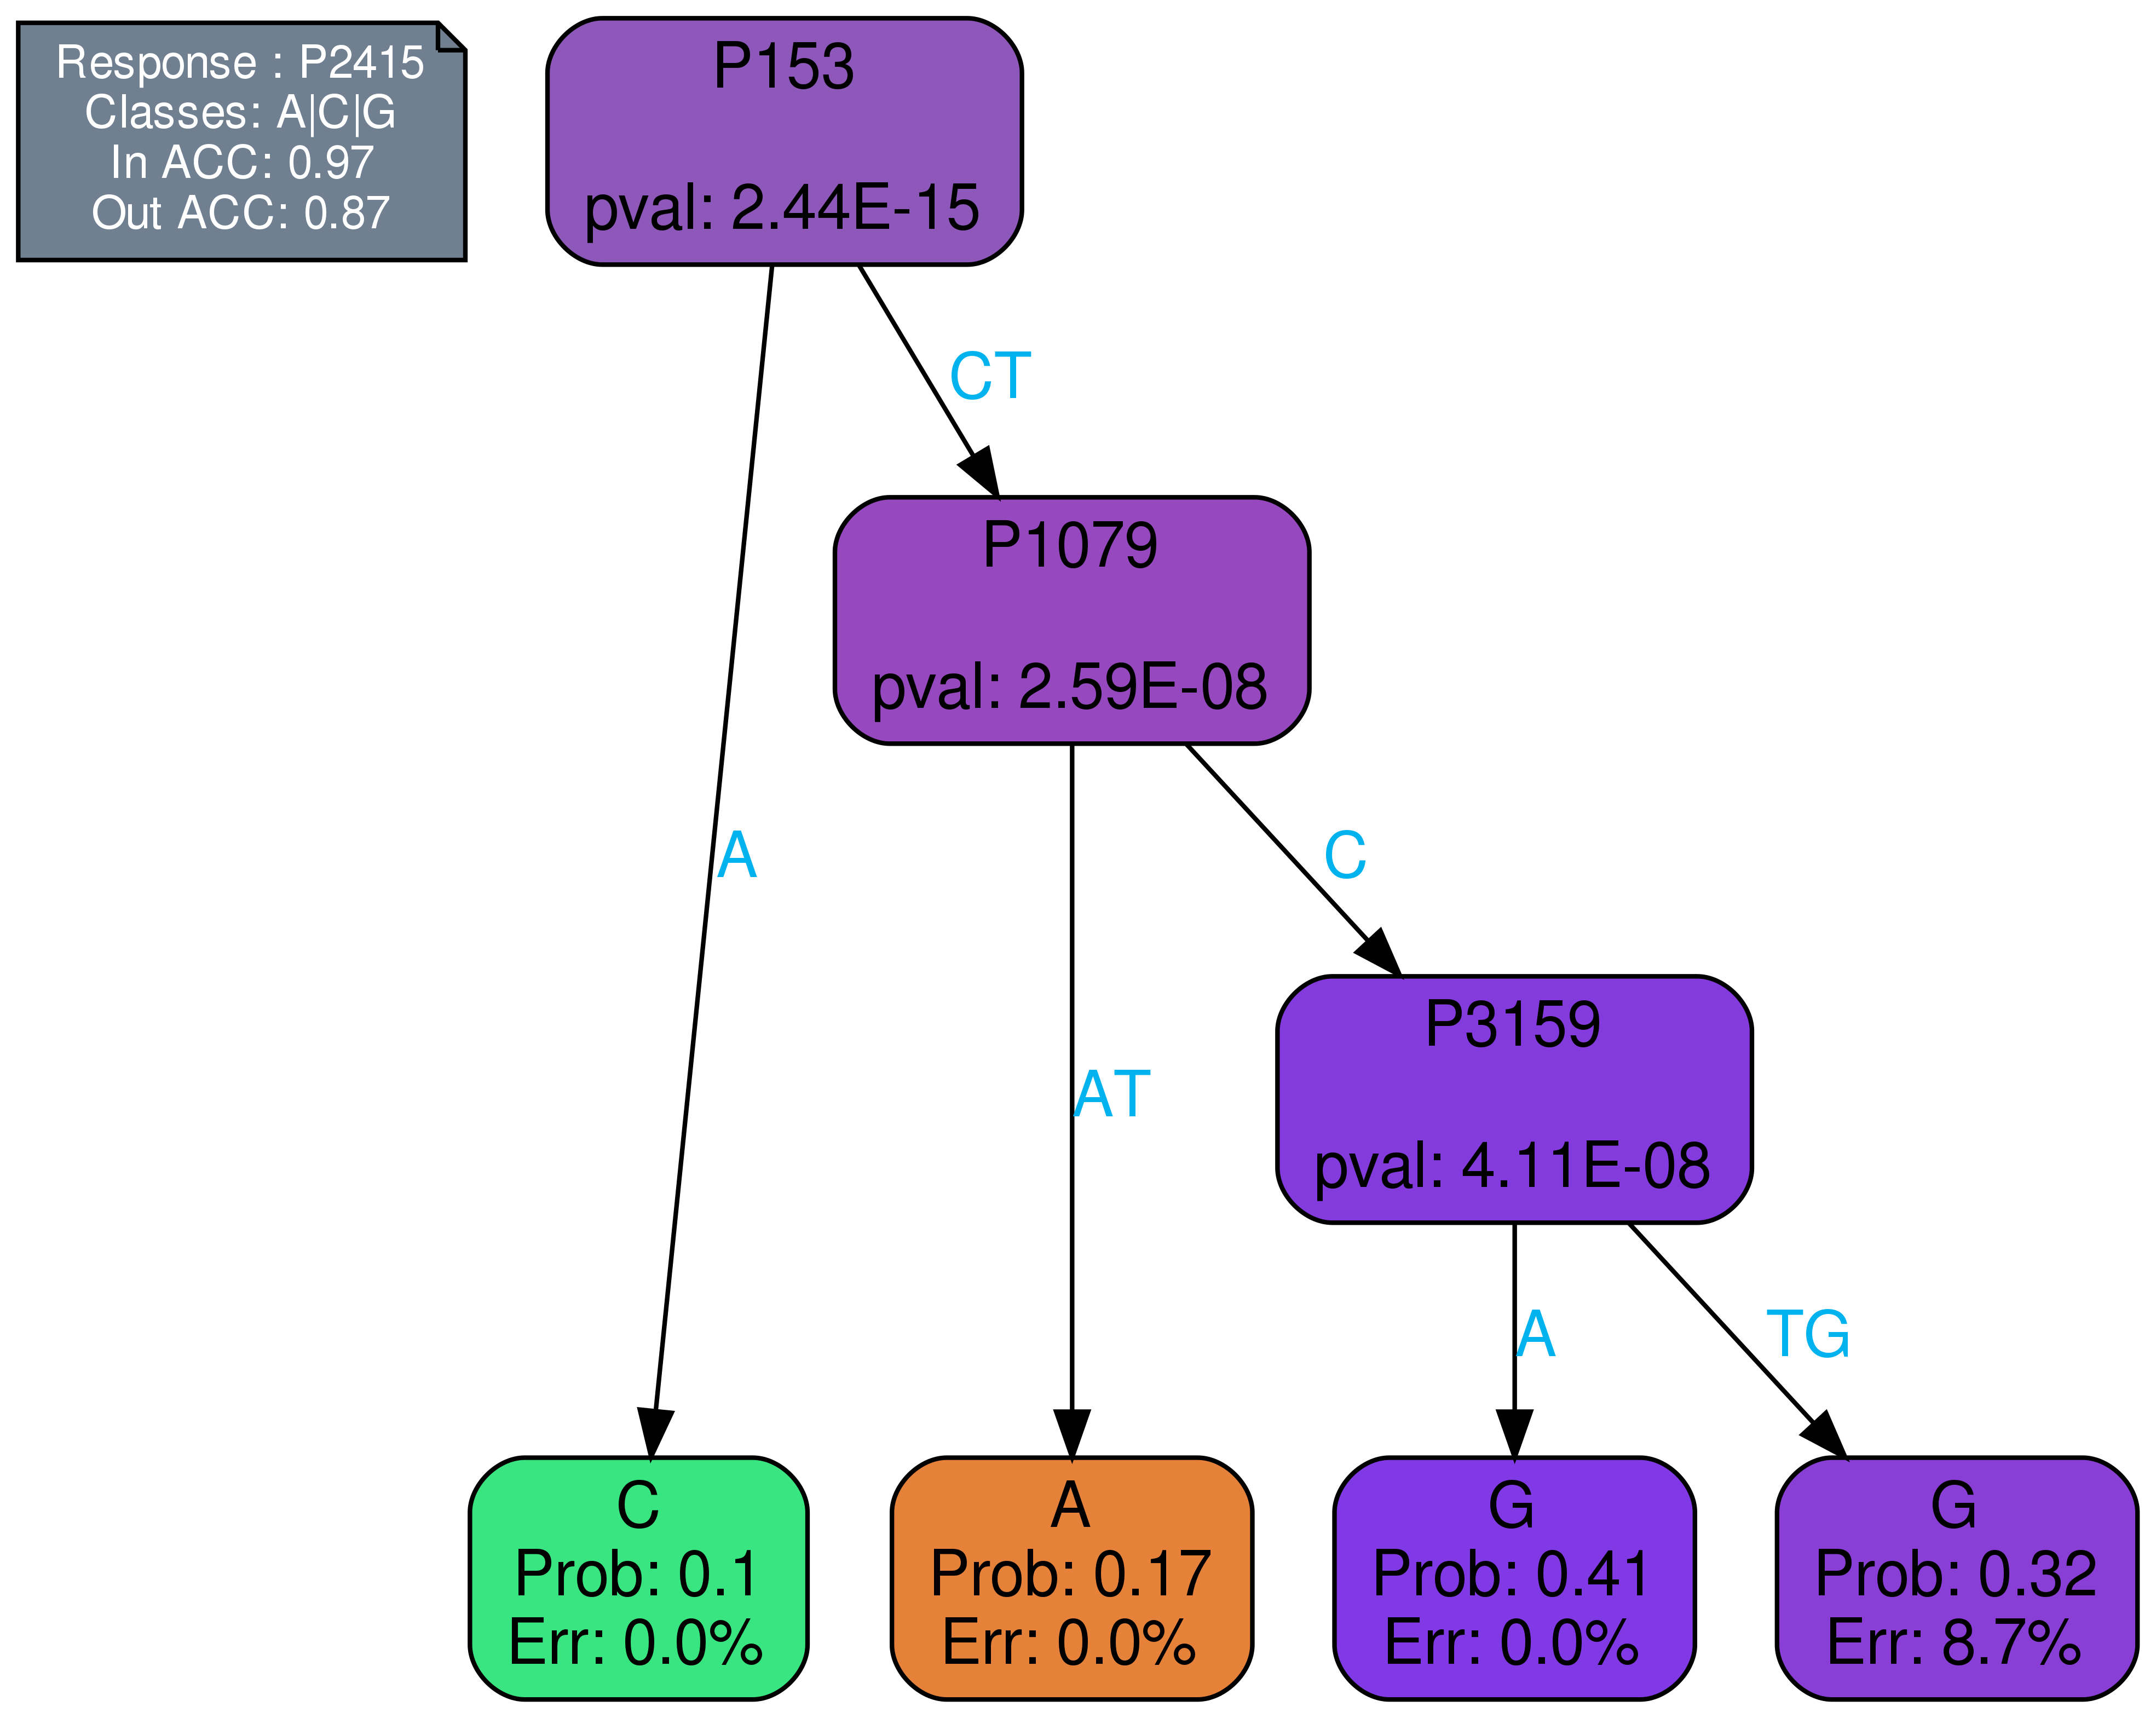 Response : P2415
Classes: A|C|G
In ACC: 0.97
Out ACC: 0.87
P153
pval: 2.44E-15
CT
P1079
pval: 2.59E-08
A
C
P3159
pval: 4.11E-08
AT
A
TG
C
Prob: 0.1
Err: 0.0%
A
Prob: 0.17
Err: 0.0%
G
Prob: 0.41
Err: 0.0%
G
Prob: 0.32
Err: 8.7%